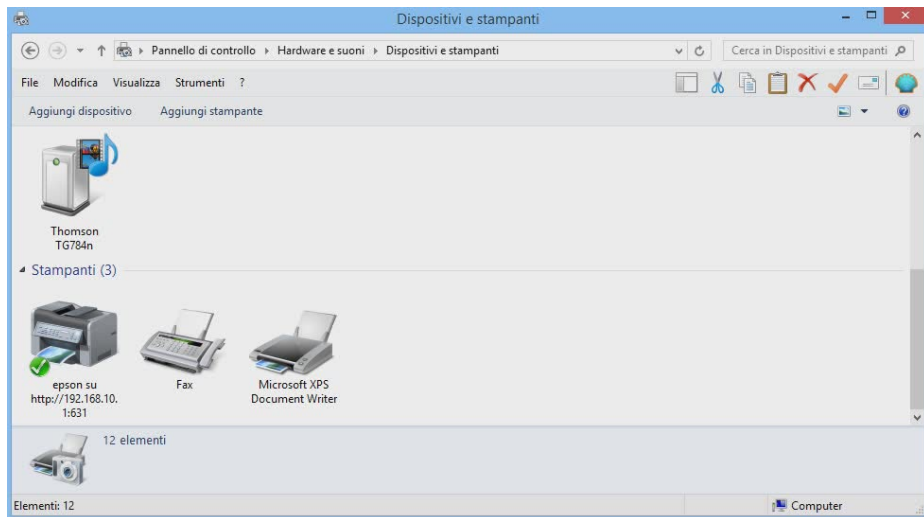 Dispositivi e stampanti
Pannello di controllo Hardware e suoni Dispositivi e stampanti
Cerca in Dispositivi e stampanti
File Modifica Visualizza Strumenti ?
Aggiungi dispositivo Aggiungi stampante
Thomson
TG784n
Stampanti (3)
epson su
http://192.168.10.
1:631
Fax
Microsoft XPS
Document Writer
12 elementi
Elementi: 12
Computer